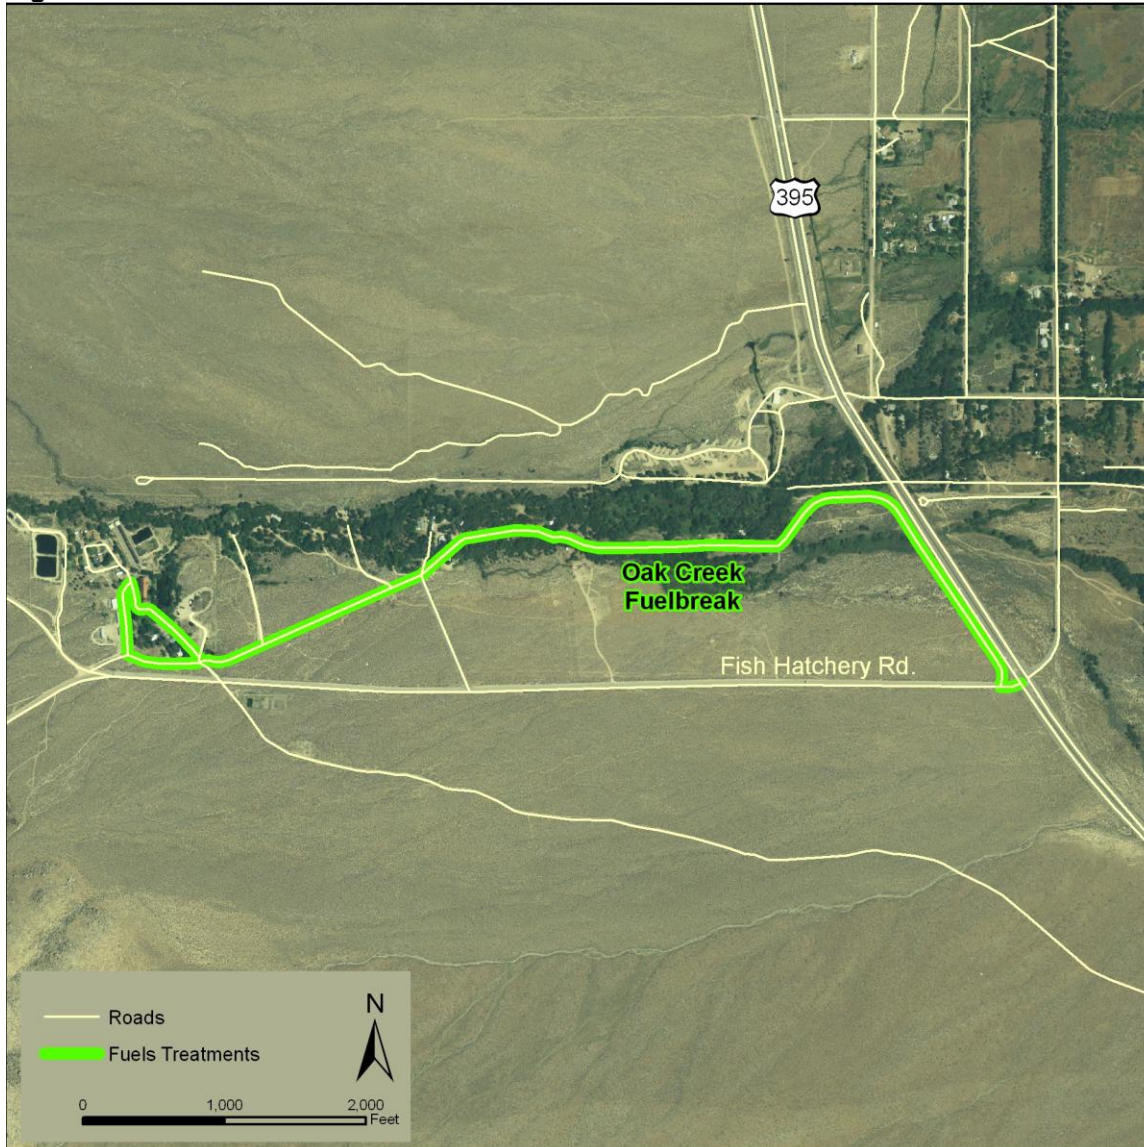 395
Oak Creek
Fuelbreak
Fish Hatchery Rd.
Roads
Fuels Treatments
N
0 1,000 2,000
Feet